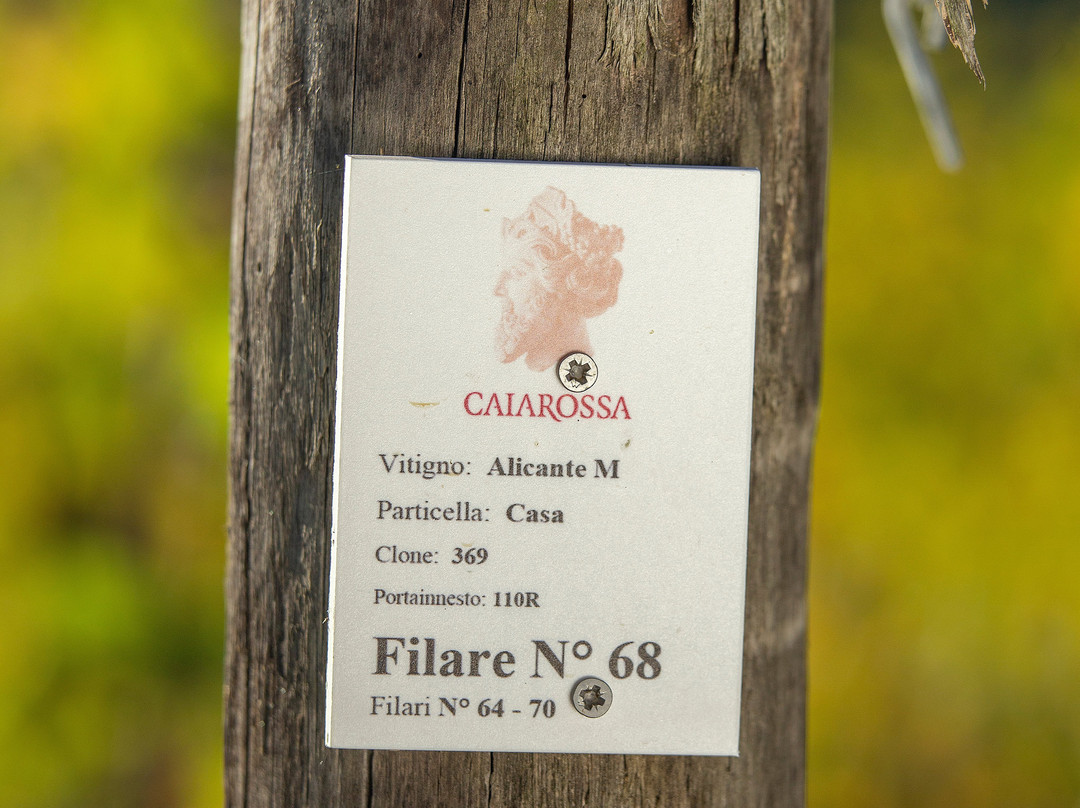 CAIAROSSA
Vitigno: Alicante M
Particella: Casa
Clone: 369
Portainnesto: 110R
Filare N° 68
Filari N° 64 - 70